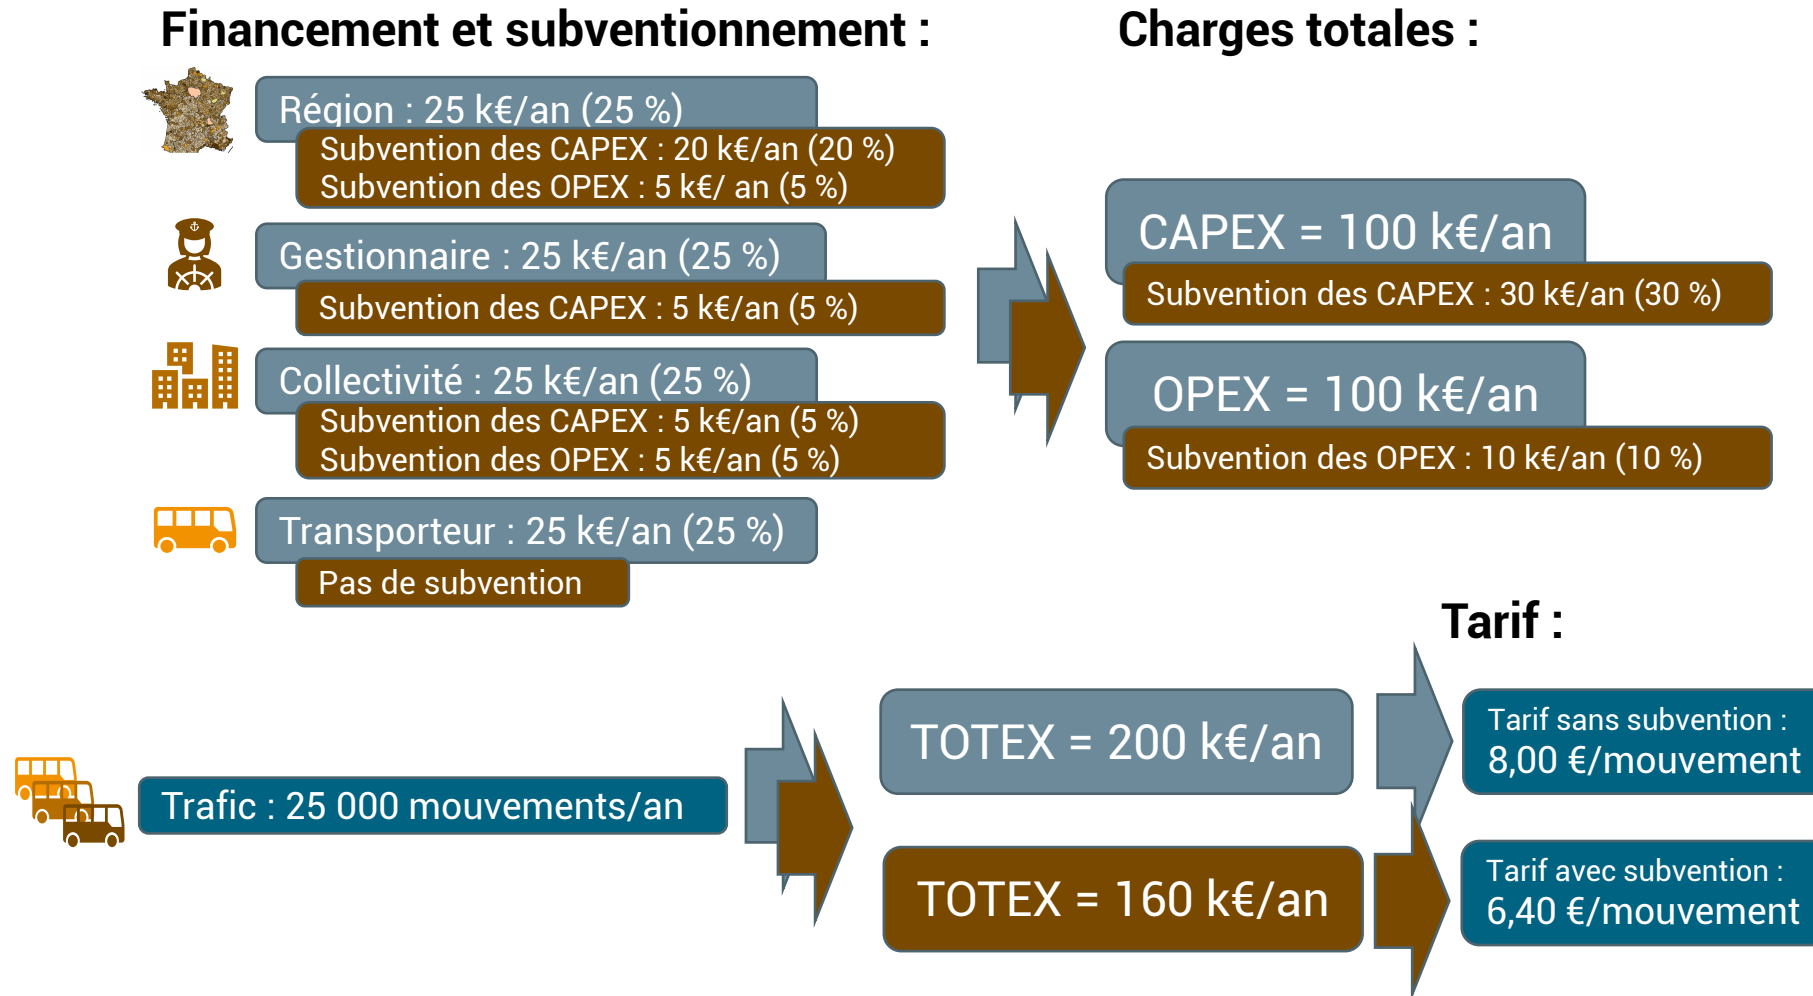 Financement et subventionnement :
Région : 25 k€/an (25 %)
Subvention des CAPEX : 20 k€/an (20 %)
Subvention des OPEX : 5 k€/ an (5 %)
Gestionnaire : 25 k€/an (25 %)
Subvention des CAPEX : 5 k€/an (5 %)
Collectivité : 25 k€/an (25 %)
Subvention des CAPEX : 5 k€/an (5 %)
Subvention des OPEX : 5 k€/an (5 %)
Transporteur : 25 k€/an (25 %)
Pas de subvention
Charges totales :
CAPEX = 100 k€/an
Subvention des CAPEX : 30 k€/an (30 %)
OPEX = 100 k€/an
Subvention des OPEX : 10 k€/an (10 %)
Trafic : 25 000 mouvements/an
TOTEX = 200 k€/an
TOTEX = 160 k€/an
Tarif :
Tarif sans subvention :
8,00 €/mouvement
Tarif avec subvention :
6,40 €/mouvement